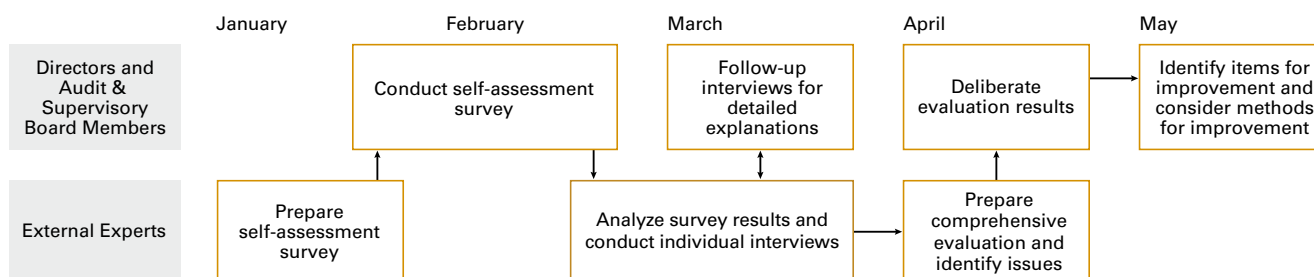 January
February
March
April
May
Directors and
Audit &
Supervisory
Board Members
Conduct self-assessment
survey
Follow-up
interviews for
detailed
explanations
Deliberate
evaluation results
Identify items for
improvement and
consider methods
for improvement
External Experts
Prepare
self-assessment
survey
Analyze survey results and
conduct individual interviews
Prepare
comprehensive
evaluation and
identify issues